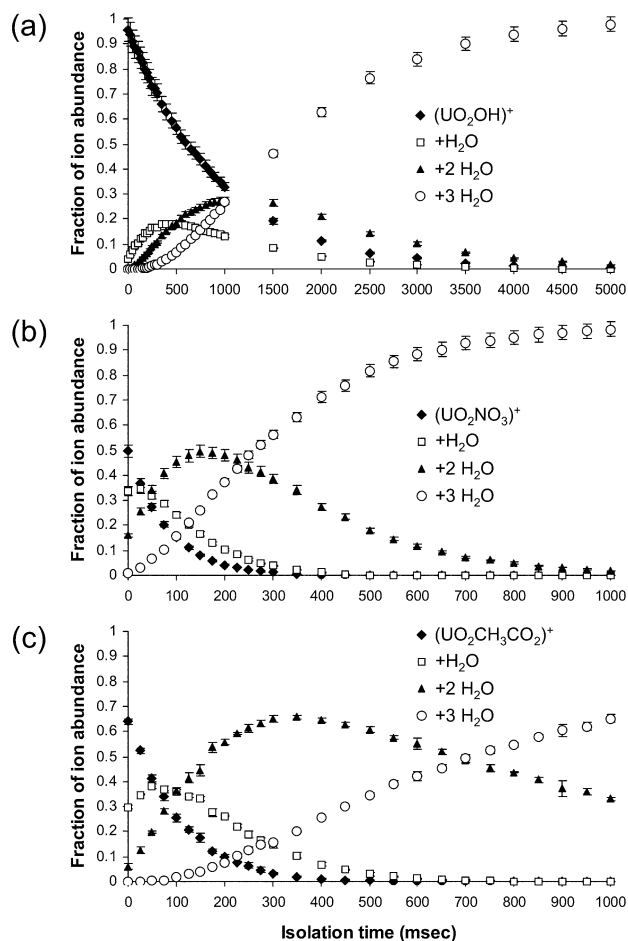 (a)
Fraction of ion abundance
1
0.9
0.8
0.7
0.6
0.5
0.4
0.3
0.2
0.1
0
(UO₂OH)⁺
+H₂O
+2 H₂O
+3 H₂O
0 500 1000 1500 2000 2500 3000 3500 4000 4500 5000
(b)
Fraction of ion abundance
1
0.9
0.8
0.7
0.6
0.5
0.4
0.3
0.2
0.1
0
(UO₂NO₃)⁺
+H₂O
+2 H₂O
+3 H₂O
0 100 200 300 400 500 600 700 800 900 1000
(c)
Fraction of ion abundance
1
0.9
0.8
0.7
0.6
0.5
0.4
0.3
0.2
0.1
0
(UO₂CH₃CO₂)⁺
+H₂O
+2 H₂O
+3 H₂O
0 100 200 300 400 500 600 700 800 900 1000
Isolation time (msec)